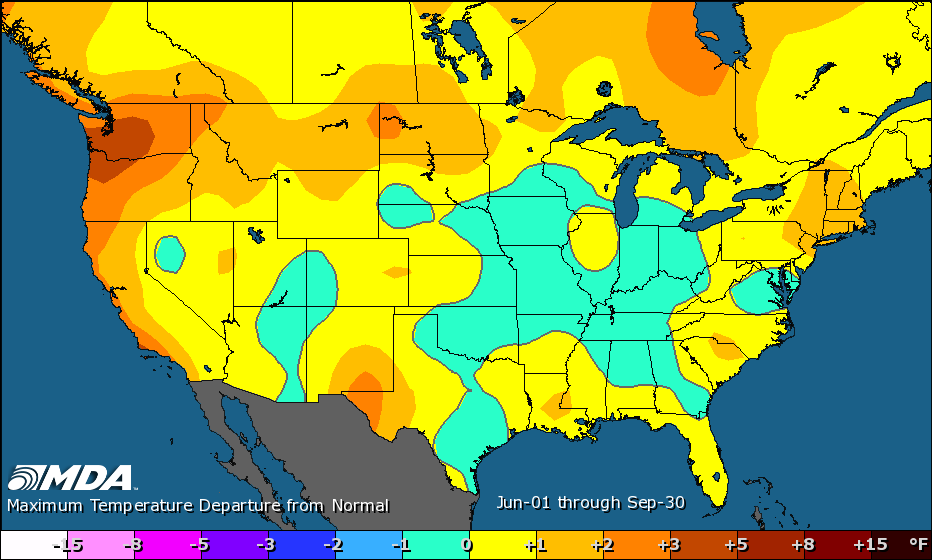 MDA
Maximum Temperature Departure from Normal
Jun-01 through Sep-30
-15 -8 -5 -3 -2 -1 0 +1 +2 +3 +5 +8 +15 °F